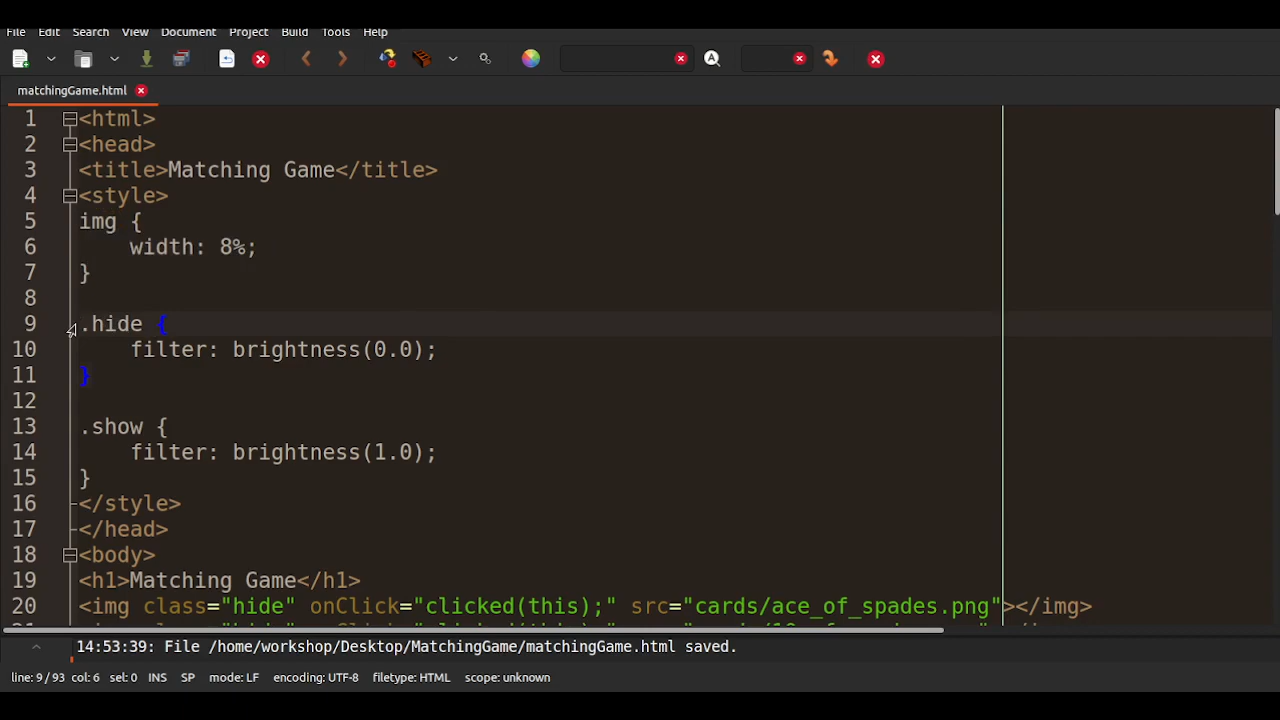 File Edit Search View Document Project Build Tools Help
matchingGame.html
1 <html>
2 <head>
3 <title>Matching Game</title>
4 <style>
5 img {
6 width: 8%;
7 }
8
9 .hide {
10 filter: brightness(0.0);
11 }
12
13 .show {
14 filter: brightness(1.0);
15 }
16 </style>
17 </head>
18 <body>
19 <h1>Matching Game</h1>
20 <img class="hide" onClick="clicked(this);" src="cards/ace_of_spades.png"></img>
14:53:39: File /home/workshop/Desktop/MatchingGame/matchingGame.html saved.
line: 9 / 93 col: 6 sel: 0 INS SP mode: LF encoding: UTF-8 filetype: HTML scope: unknown